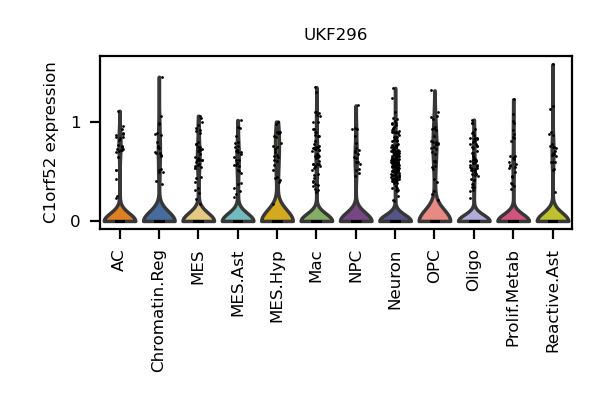 UKF296
C1orf52 expression
1
0
AC
Chromatin.Reg
MES
MES.Ast
MES.Hyp
Mac
NPC
Neuron
OPC
Oligo
Prolif.Metab
Reactive.Ast